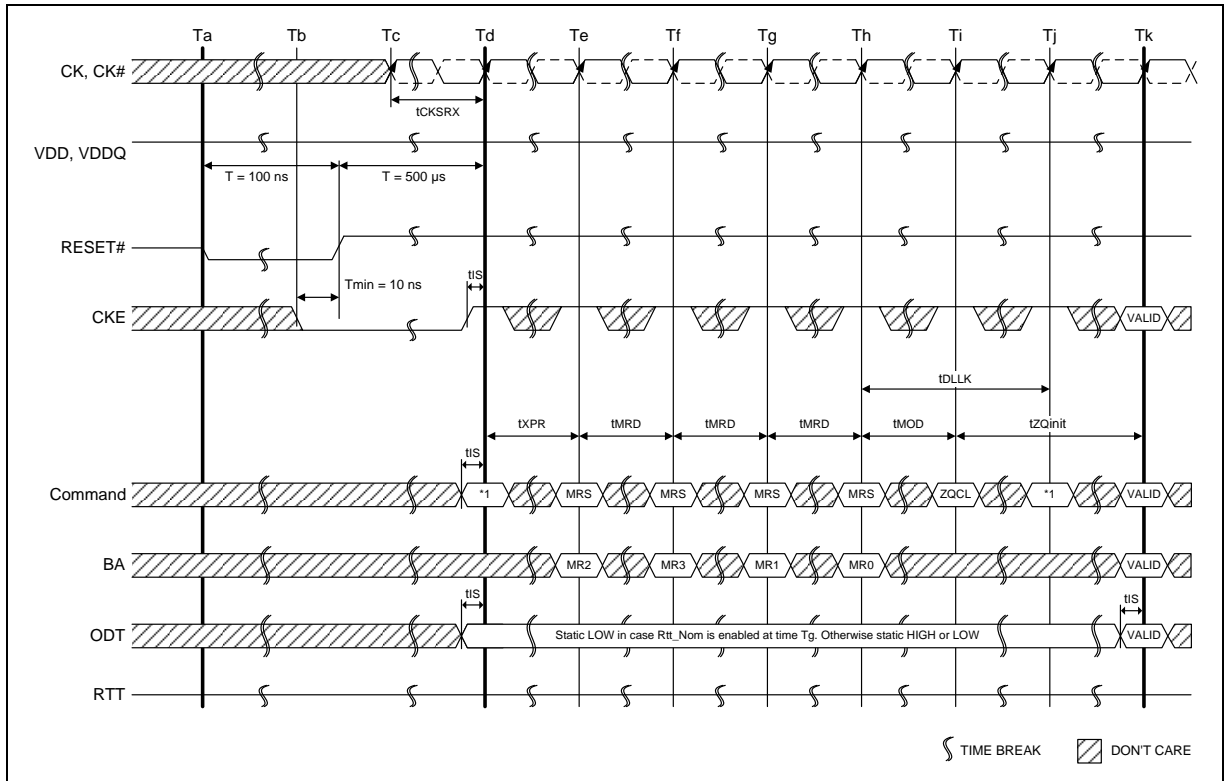 Ta Tb Tc Td Te Tf Tg Th Ti Tj Tk
CK, CK#
tCKSRX
VDD, VDDQ
T = 100 ns T = 500 µs
RESET#
tIS
Tmin = 10 ns
CKE VALID
tDLLK
tXPR tMRD tMRD tMRD tMOD tZQinit
tIS
Command *1 MRS MRS MRS MRS ZQCL *1 VALID
BA MR2 MR3 MR1 MR0 VALID
tIS tIS
ODT Static LOW in case Rtt_Nom is enabled at time Tg. Otherwise static HIGH or LOW VALID
RTT
TIME BREAK DON'T CARE